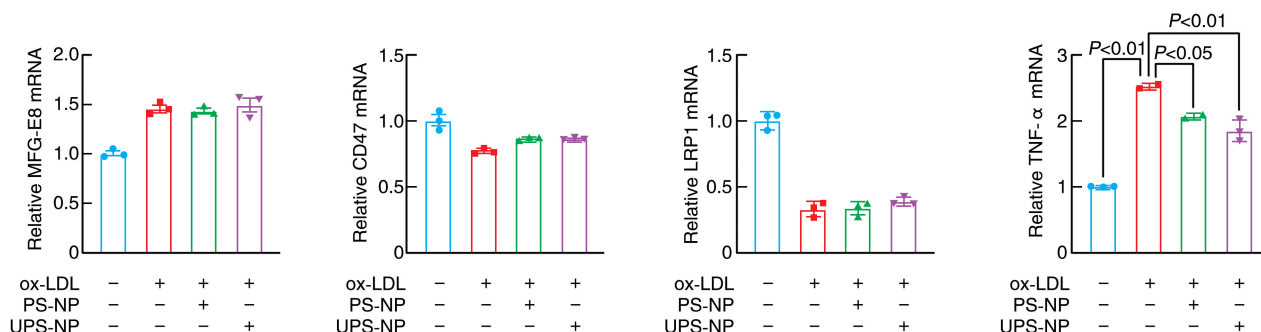 Relative MFG-E8 mRNA
2.0
1.5
1.0
0.5
0
ox-LDL − + + +
PS-NP − − + −
UPS-NP − − − +
Relative CD47 mRNA
1.5
1.0
0.5
0
ox-LDL − + + +
PS-NP − − + −
UPS-NP − − − +
Relative LRP1 mRNA
1.5
1.0
0.5
0
ox-LDL − + + +
PS-NP − − + −
UPS-NP − − − +
Relative TNF-α mRNA
3
2
1
0
P<0.01
P<0.01
P<0.05
ox-LDL − + + +
PS-NP − − + −
UPS-NP − − − +